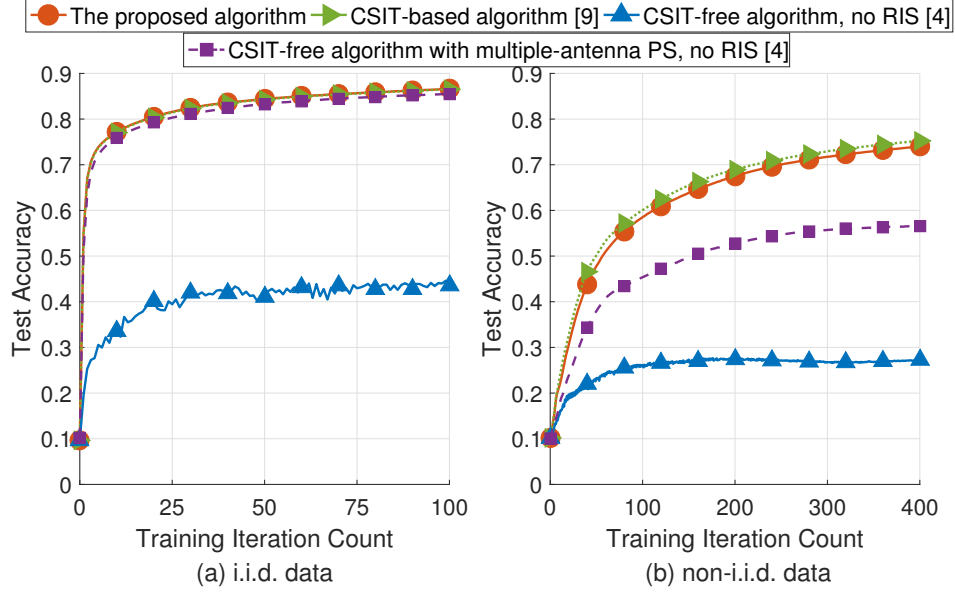 The proposed algorithm CSIT-based algorithm [9] CSIT-free algorithm, no RIS [4]
CSIT-free algorithm with multiple-antenna PS, no RIS [4]
Test Accuracy
0.9
0.8
0.7
0.6
0.5
0.4
0.3
0.2
0.1
0
0 25 50 75 100
Training Iteration Count
(a) i.i.d. data
Test Accuracy
0.9
0.8
0.7
0.6
0.5
0.4
0.3
0.2
0.1
0
0 100 200 300 400
Training Iteration Count
(b) non-i.i.d. data